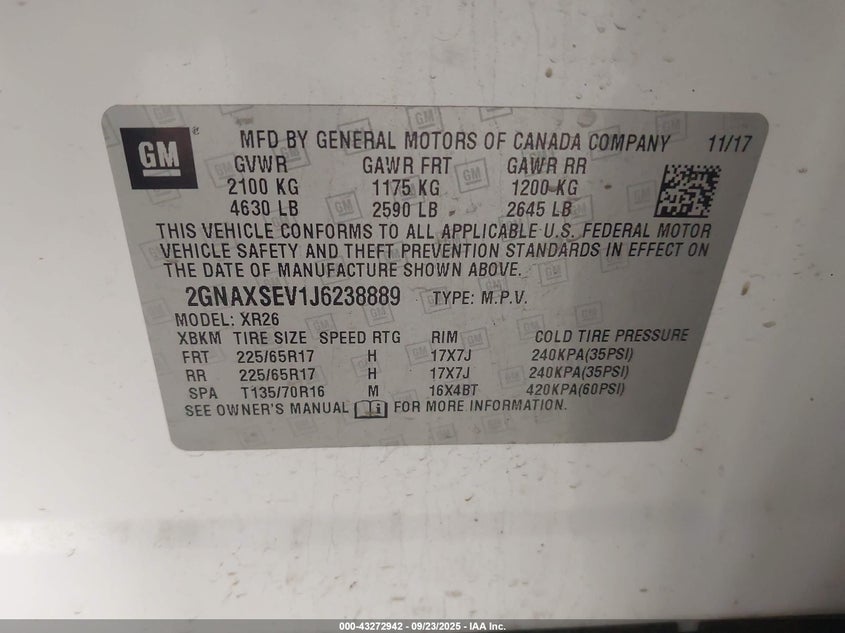 GM ® MFD BY GENERAL MOTORS OF CANADA COMPANY 11/17
GVWR GAWR FRT GAWR RR
2100 KG 1175 KG 1200 KG
4630 LB 2590 LB 2645 LB
THIS VEHICLE CONFORMS TO ALL APPLICABLE U.S. FEDERAL MOTOR
VEHICLE SAFETY AND THEFT PREVENTION STANDARDS IN EFFECT ON
THE DATE OF MANUFACTURE SHOWN ABOVE.
2GNAXSEV1J6238889 TYPE: M.P.V.
MODEL: XR26
XBKM TIRE SIZE SPEED RTG RIM COLD TIRE PRESSURE
FRT 225/65R17 H 17X7J 240KPA(35PSI)
RR 225/65R17 H 17X7J 240KPA(35PSI)
SPA T135/70R16 M 16X4BT 420KPA(60PSI)
SEE OWNER'S MANUAL FOR MORE INFORMATION.
000-43272942 - 09/23/2025 - IAA Inc.